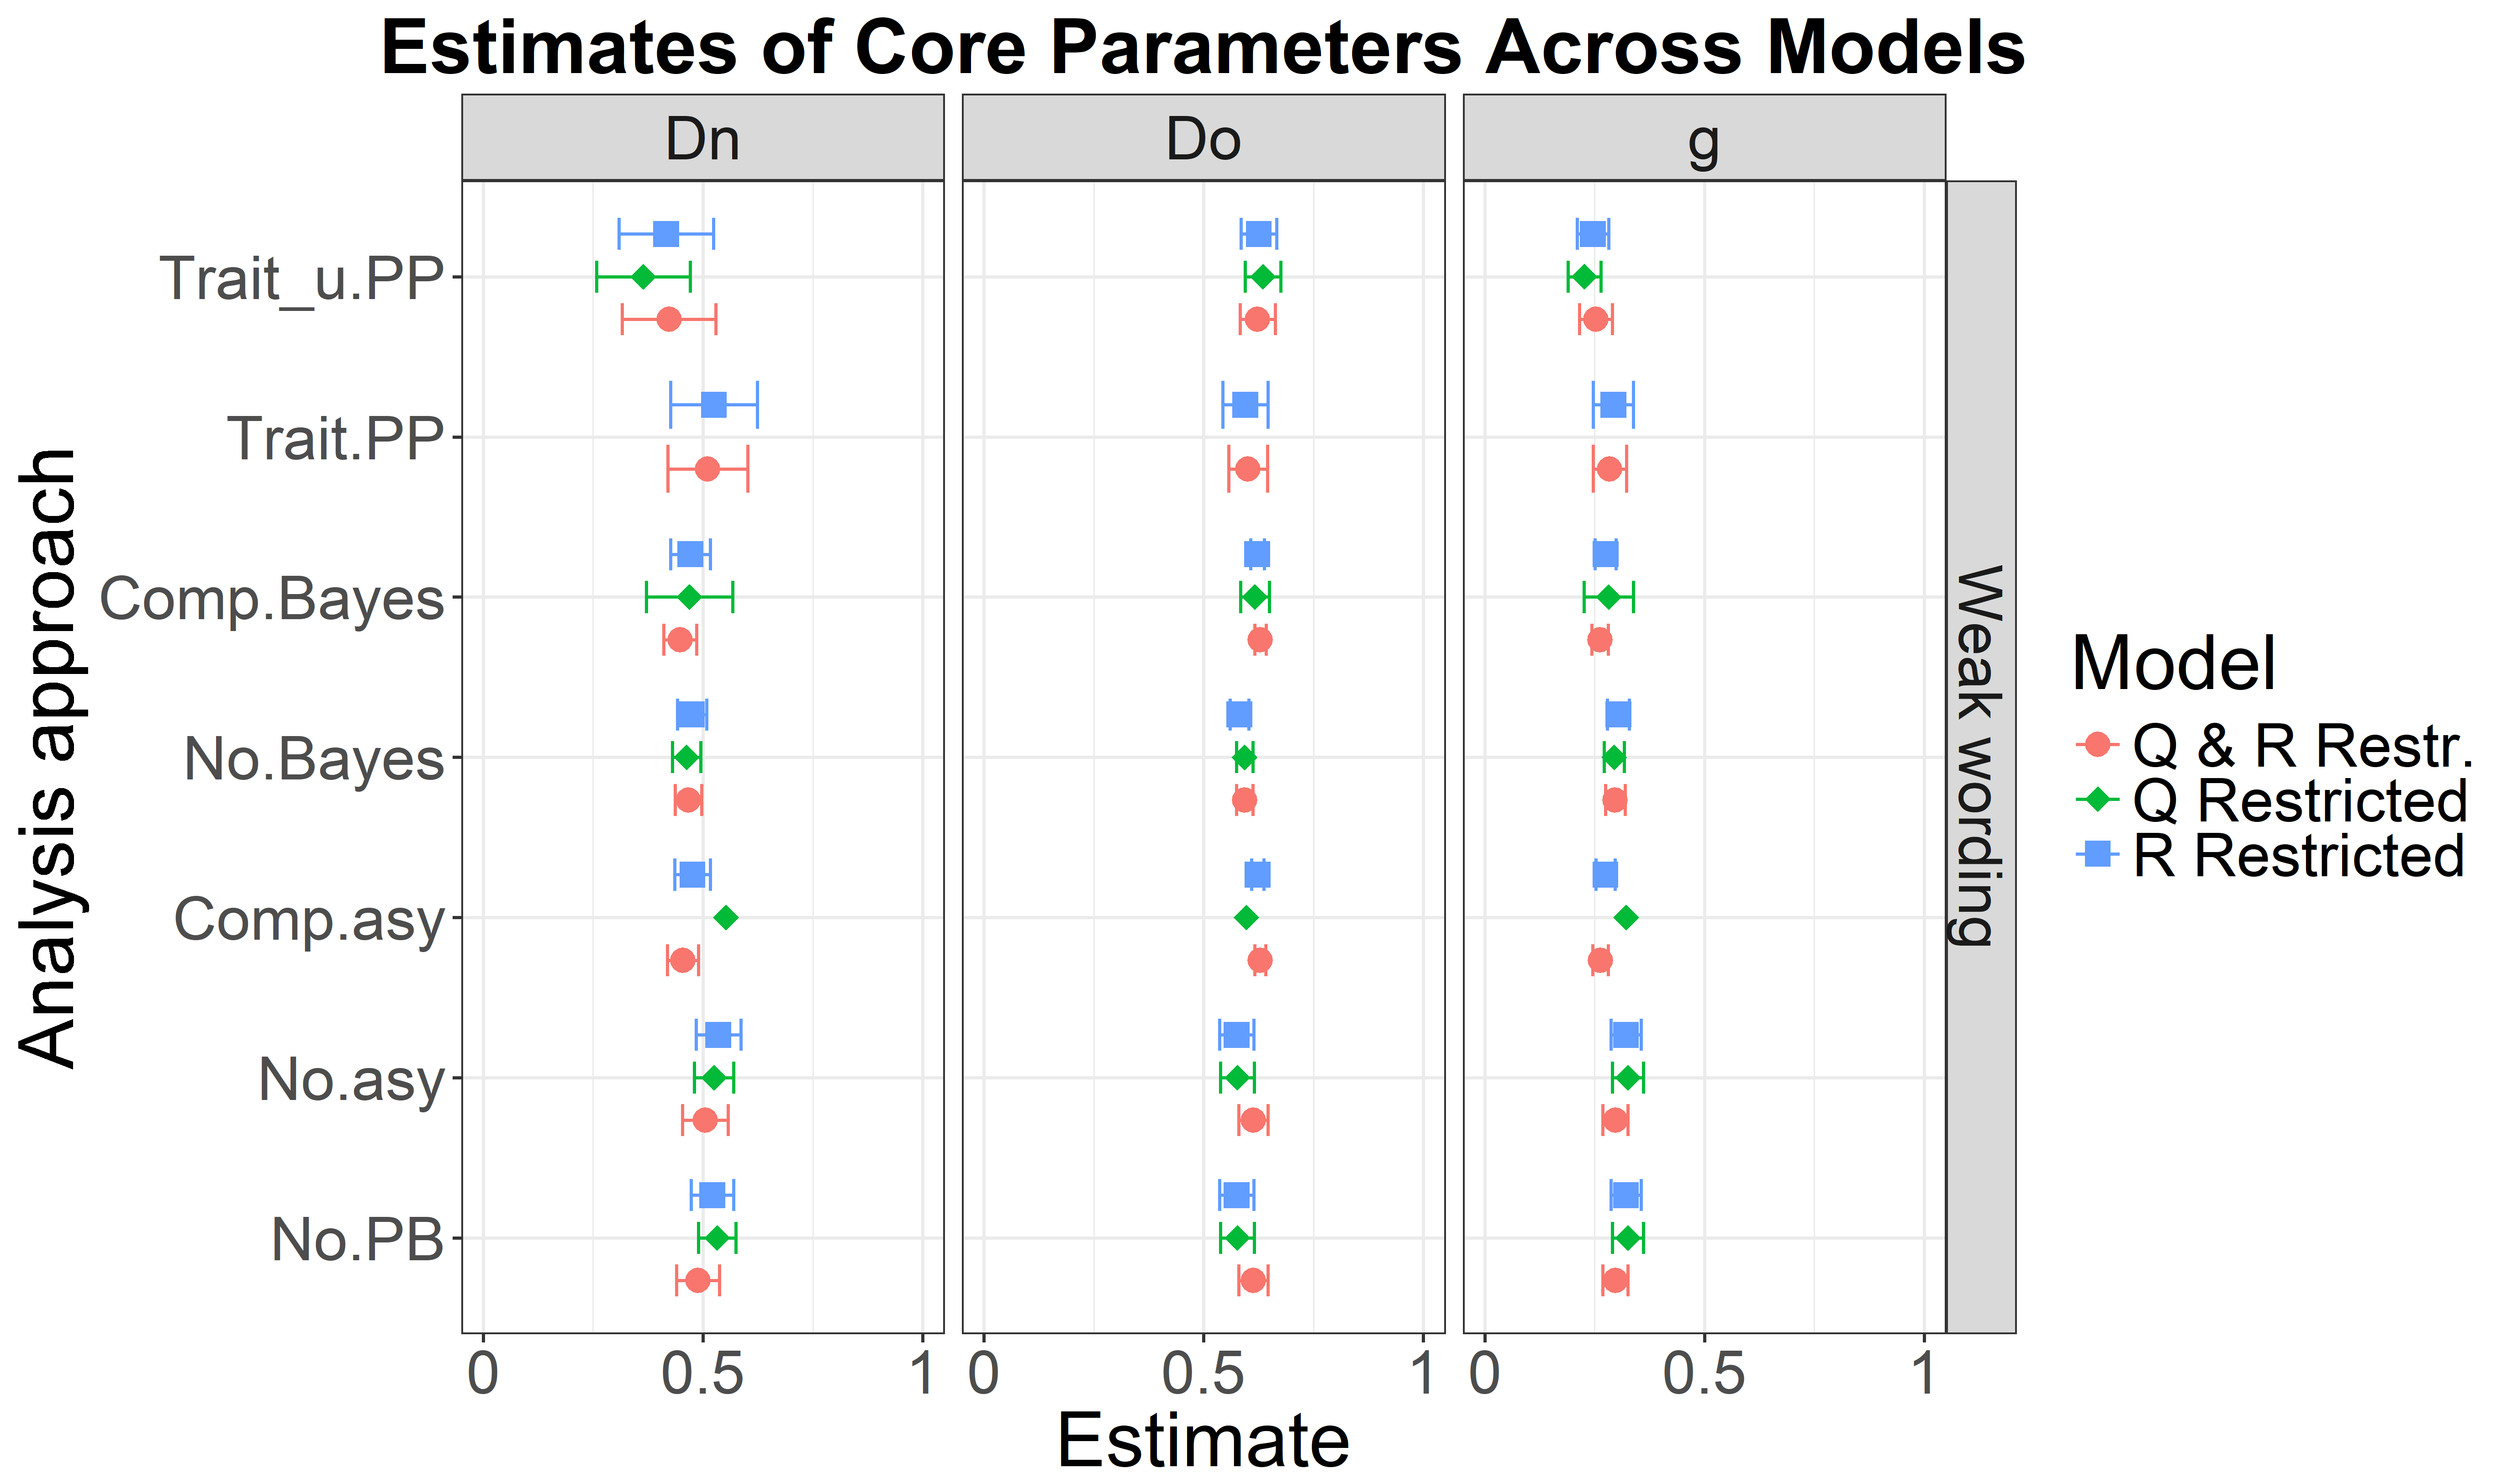 Estimates of Core Parameters Across Models
Dn
Do
g
Analysis approach
Trait_u.PP
Trait.PP
Comp.Bayes
No.Bayes
Comp.asy
No.asy
No.PB
Weak wording
Model
Q & R Restr.
Q Restricted
R Restricted
0 0.5 1
0 0.5 1
0 0.5 1
Estimate